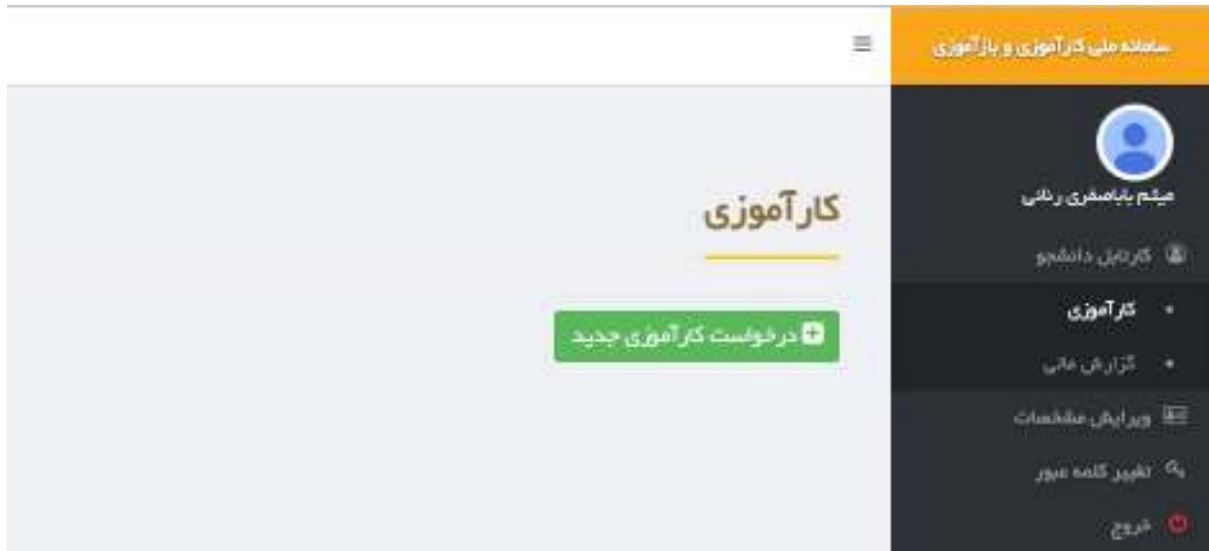 سامانه ملی کارآموزی و بازآموزی
میثم باباصفری رنانی
کارتابل دانشجو
کارآموزی
گزارش مالی
ویرایش مشخصات
تغییر کلمه عبور
خروج
کارآموزی
درخواست کارآموزی جدید